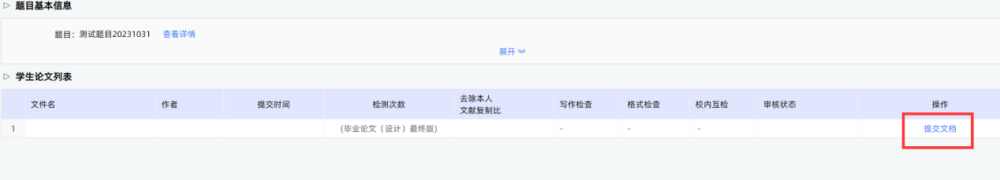 题目基本信息
题目：测试题目20231031 查看详情
展开
学生论文列表
文件名 作者 提交时间 检测次数 去除本人 写作检查 格式检查 校内互检 审核状态 操作
文献复制比
1 (毕业论文（设计）最终版) - - - 提交文档